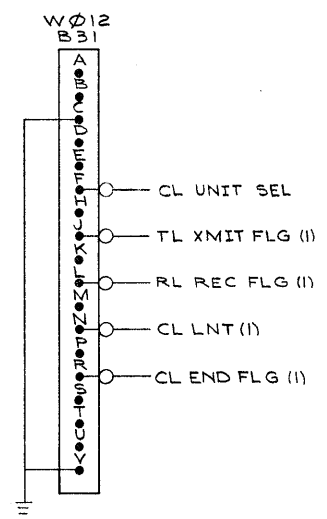 WØ12
B31
A
B
C
D
E
F
H
CL UNIT SEL
J
TL XMIT FLG (1)
K
L
RL REC FLG (1)
M
N
CL LNT (1)
P
R
CL END FLG (1)
S
T
U
V